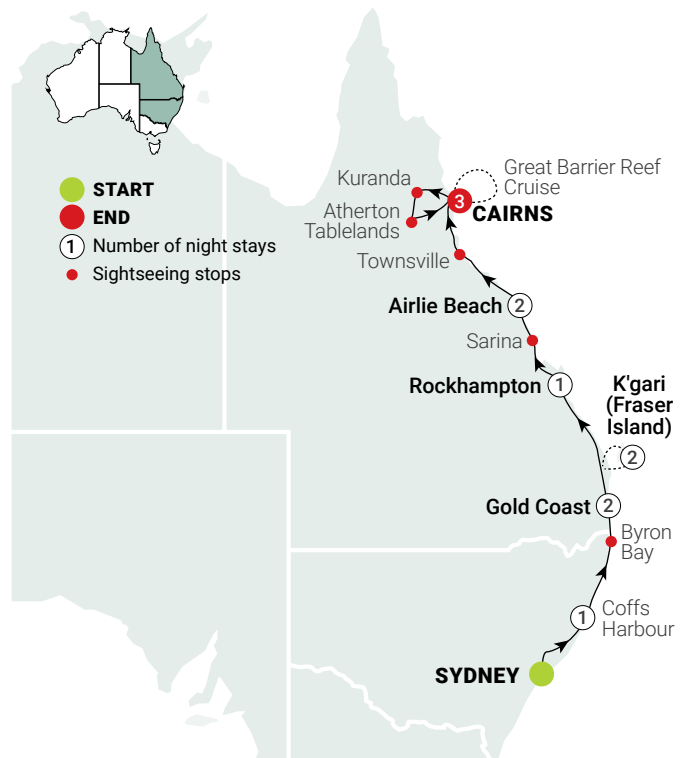 START
END
1 Number of night stays
Sightseeing stops
Great Barrier Reef
Cruise
Kuranda
3
CAIRNS
Atherton
Tablelands
Townsville
Airlie Beach 2
Sarina
Rockhampton 1
K'gari
(Fraser
Island)
2
Gold Coast 2
Byron
Bay
1
Coffs
Harbour
SYDNEY